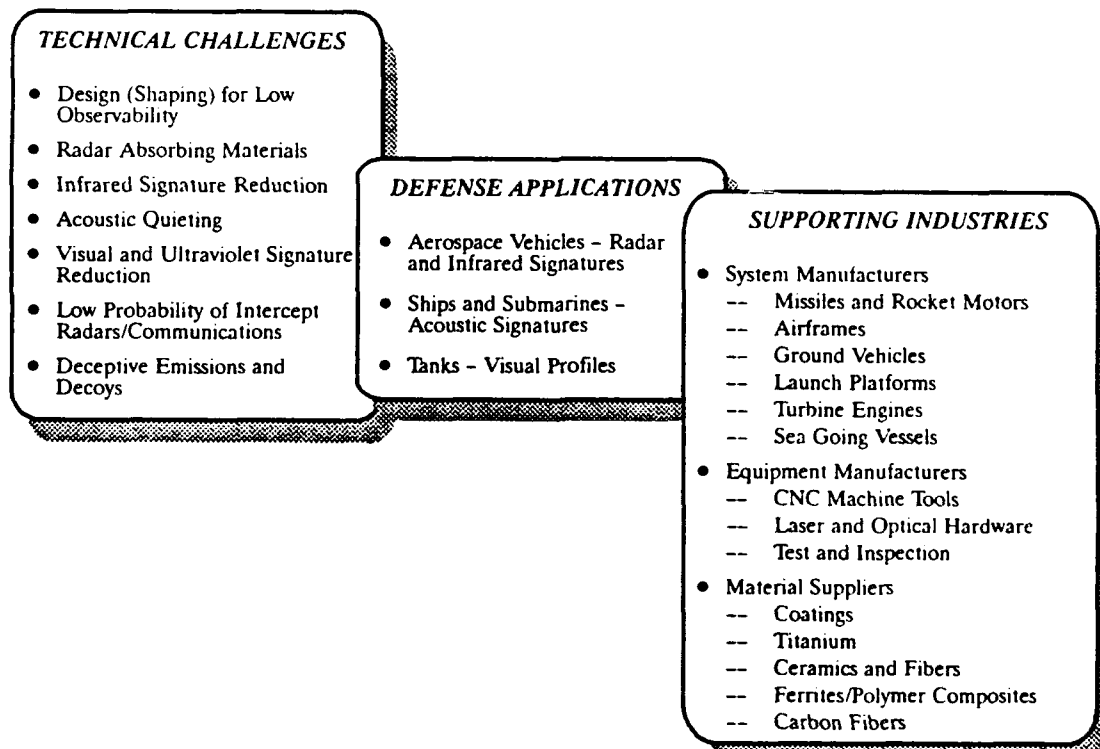 TECHNICAL CHALLENGES
• Design (Shaping) for Low
Observability
• Radar Absorbing Materials
• Infrared Signature Reduction
• Acoustic Quieting
• Visual and Ultraviolet Signature
Reduction
• Low Probability of Intercept
Radars/Communications
• Deceptive Emissions and
Decoys
DEFENSE APPLICATIONS
• Aerospace Vehicles – Radar
and Infrared Signatures
• Ships and Submarines –
Acoustic Signatures
• Tanks – Visual Profiles
SUPPORTING INDUSTRIES
• System Manufacturers
-- Missiles and Rocket Motors
-- Airframes
-- Ground Vehicles
-- Launch Platforms
-- Turbine Engines
-- Sea Going Vessels
• Equipment Manufacturers
-- CNC Machine Tools
-- Laser and Optical Hardware
-- Test and Inspection
• Material Suppliers
-- Coatings
-- Titanium
-- Ceramics and Fibers
-- Ferrites/Polymer Composites
-- Carbon Fibers